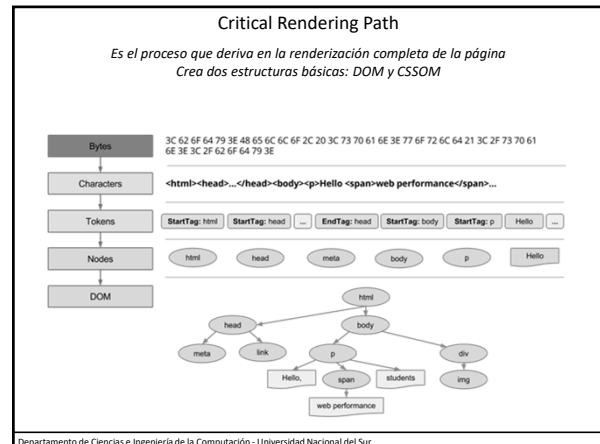 Critical Rendering Path
Es el proceso que deriva en la renderización completa de la página
Crea dos estructuras básicas: DOM y CSSOM
Bytes
3C 62 6F 64 79 3E 48 65 6C 6C 6F 2C 20 3C 73 70 61 6E 3E 77 6F 72 6C 64 21 3C 2F 73 70 61
6E 3E 3C 2F 62 6F 64 79 3E
Characters
<html><head>...</head><body><p>Hello <span>web performance</span>...
Tokens
StartTag: html StartTag: head ... EndTag: head StartTag: body StartTag: p Hello ...
Nodes
html head meta body p Hello
DOM
html
head body
meta link p div
Hello, span students img
web performance
Departamento de Ciencias e Ingeniería de la Computación - Universidad Nacional del Sur